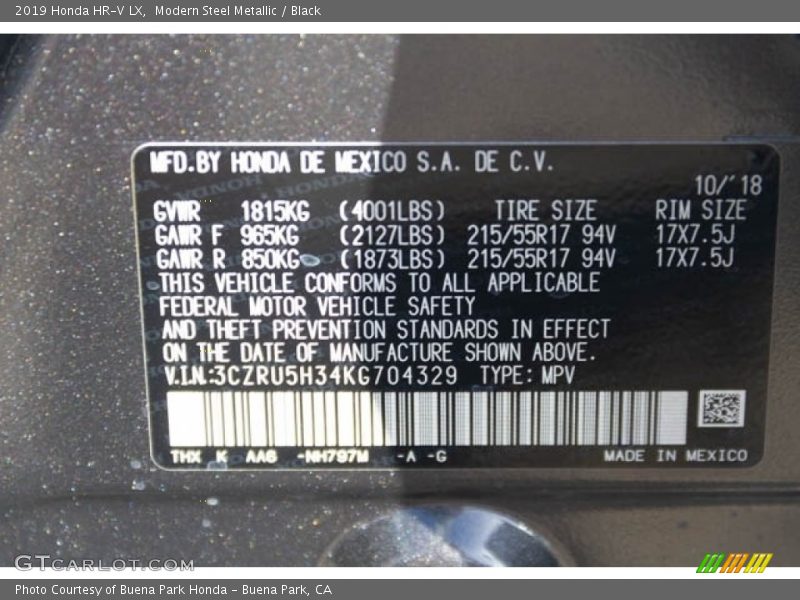 2019 Honda HR-V LX, Modern Steel Metallic / Black
MFD.BY HONDA DE MEXICO S.A. DE C.V.
10/'18
GVWR 1815KG (4001LBS) TIRE SIZE RIM SIZE
GAWR F 965KG (2127LBS) 215/55R17 94V 17X7.5J
GAWR R 850KG (1873LBS) 215/55R17 94V 17X7.5J
THIS VEHICLE CONFORMS TO ALL APPLICABLE
FEDERAL MOTOR VEHICLE SAFETY
AND THEFT PREVENTION STANDARDS IN EFFECT
ON THE DATE OF MANUFACTURE SHOWN ABOVE.
V.I.N.:3CZRU5H34KG704329 TYPE: MPV
THX K AA6 -NH797M -A -G MADE IN MEXICO
GTCARLOT.COM
Photo Courtesy of Buena Park Honda - Buena Park, CA